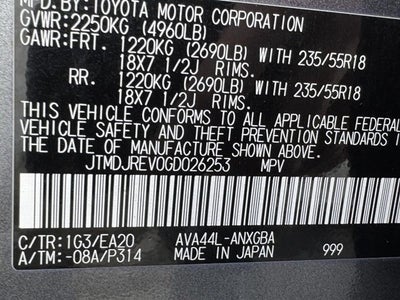 MFD.BY:TOYOTA MOTOR CORPORATION
GVWR: 2250KG (4960LB)
GAWR:FRT. 1220KG (2690LB) WITH 235/55R18
18X7 1/2J RIMS.
RR. 1220KG (2690LB) WITH 235/55R18
18X7 1/2J RIMS.
THIS VEHICLE CONFORMS TO ALL APPLICABLE FEDERAL
VEHICLE SAFETY AND THEFT PREVENTION STANDARDS I
THE DATE OF MANUFACTURE SHOWN ABOVE.
JTMDJREV0GD026253 MPV
C/TR:1G3/EA20 AVA44L-ANXGBA
A/TM: -08A/P314 MADE IN JAPAN 999